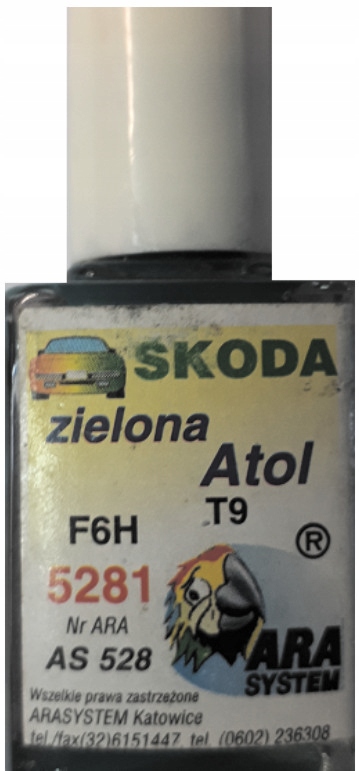 SKODA
zielona
Atol
T9
F6H
®
5281
Nr ARA
AS 528
ARA
SYSTEM
Wszelkie prawa zastrzeżone
ARASYSTEM Katowice
tel./fax(32)6151447, tel. (0602) 236308